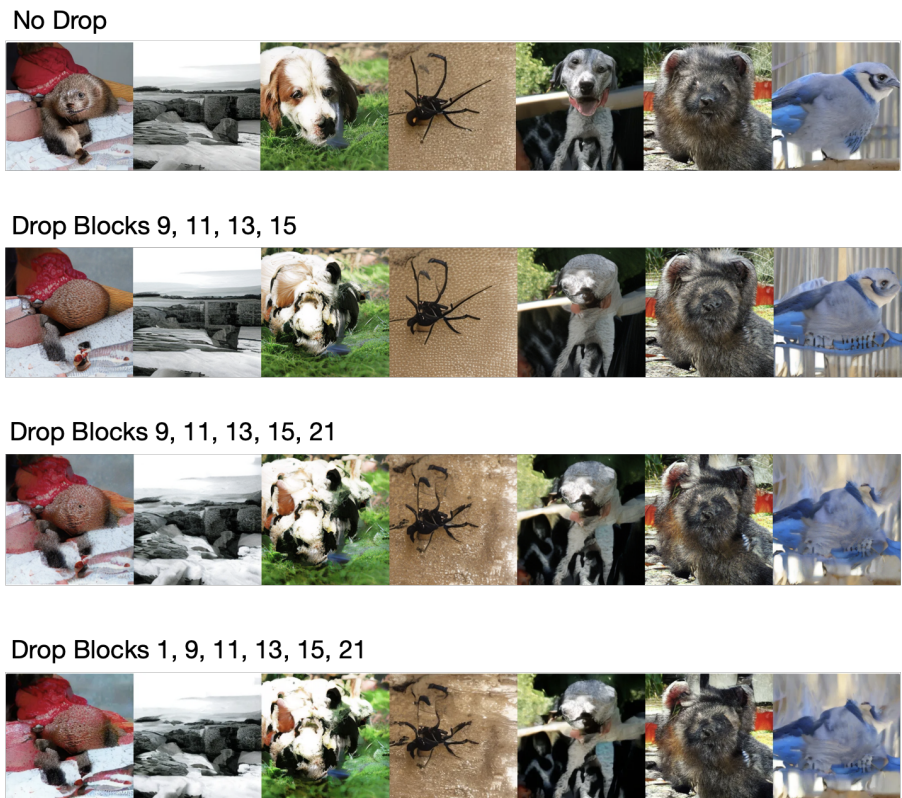 No Drop
Drop Blocks 9, 11, 13, 15
Drop Blocks 9, 11, 13, 15, 21
Drop Blocks 1, 9, 11, 13, 15, 21